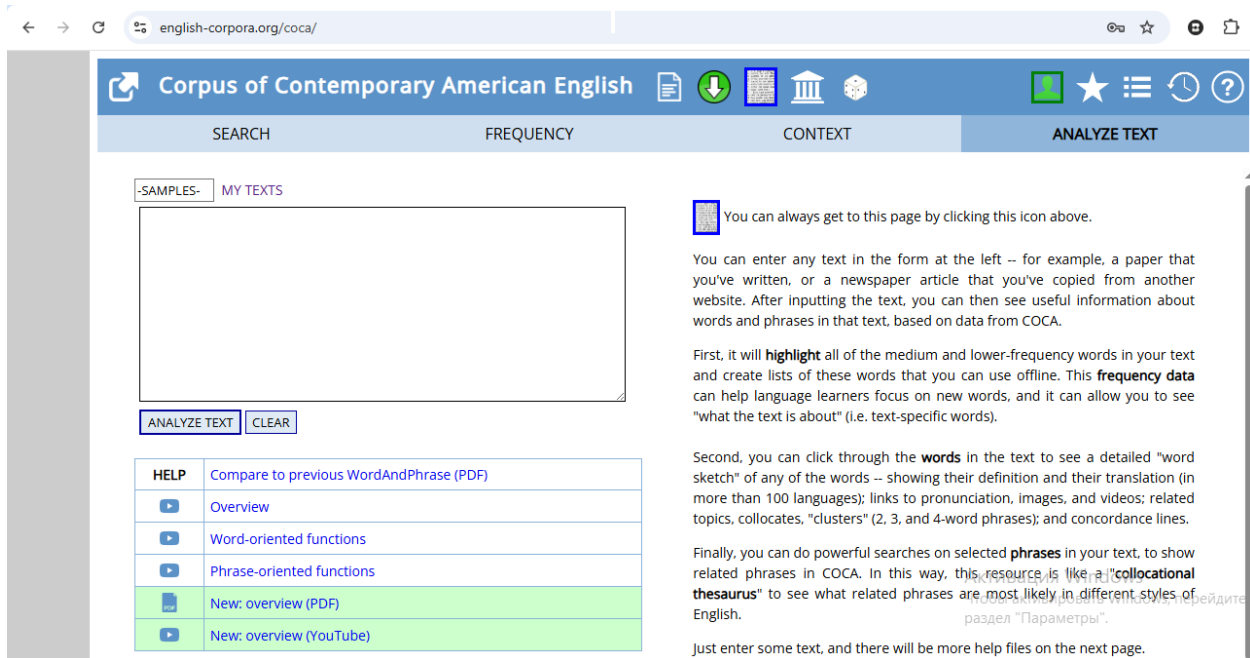 english-corpora.org/coca/
Corpus of Contemporary American English
SEARCH FREQUENCY CONTEXT ANALYZE TEXT
-SAMPLES- MY TEXTS
ANALYZE TEXT CLEAR
HELP Compare to previous WordAndPhrase (PDF)
Overview
Word-oriented functions
Phrase-oriented functions
PDF New: overview (PDF)
New: overview (YouTube)
You can always get to this page by clicking this icon above.
You can enter any text in the form at the left -- for example, a paper that
you've written, or a newspaper article that you've copied from another
website. After inputting the text, you can then see useful information about
words and phrases in that text, based on data from COCA.
First, it will highlight all of the medium and lower-frequency words in your text
and create lists of these words that you can use offline. This frequency data
can help language learners focus on new words, and it can allow you to see
"what the text is about" (i.e. text-specific words).
Second, you can click through the words in the text to see a detailed "word
sketch" of any of the words -- showing their definition and their translation (in
more than 100 languages); links to pronunciation, images, and videos; related
topics, collocates, "clusters" (2, 3, and 4-word phrases); and concordance lines.
Finally, you can do powerful searches on selected phrases in your text, to show
related phrases in COCA. In this way, this resource is like a "collocational
thesaurus" to see what related phrases are most likely in different styles of
English.
Just enter some text, and there will be more help files on the next page.
Активация Windows
Чтобы активировать Windows, перейдите
раздел "Параметры".